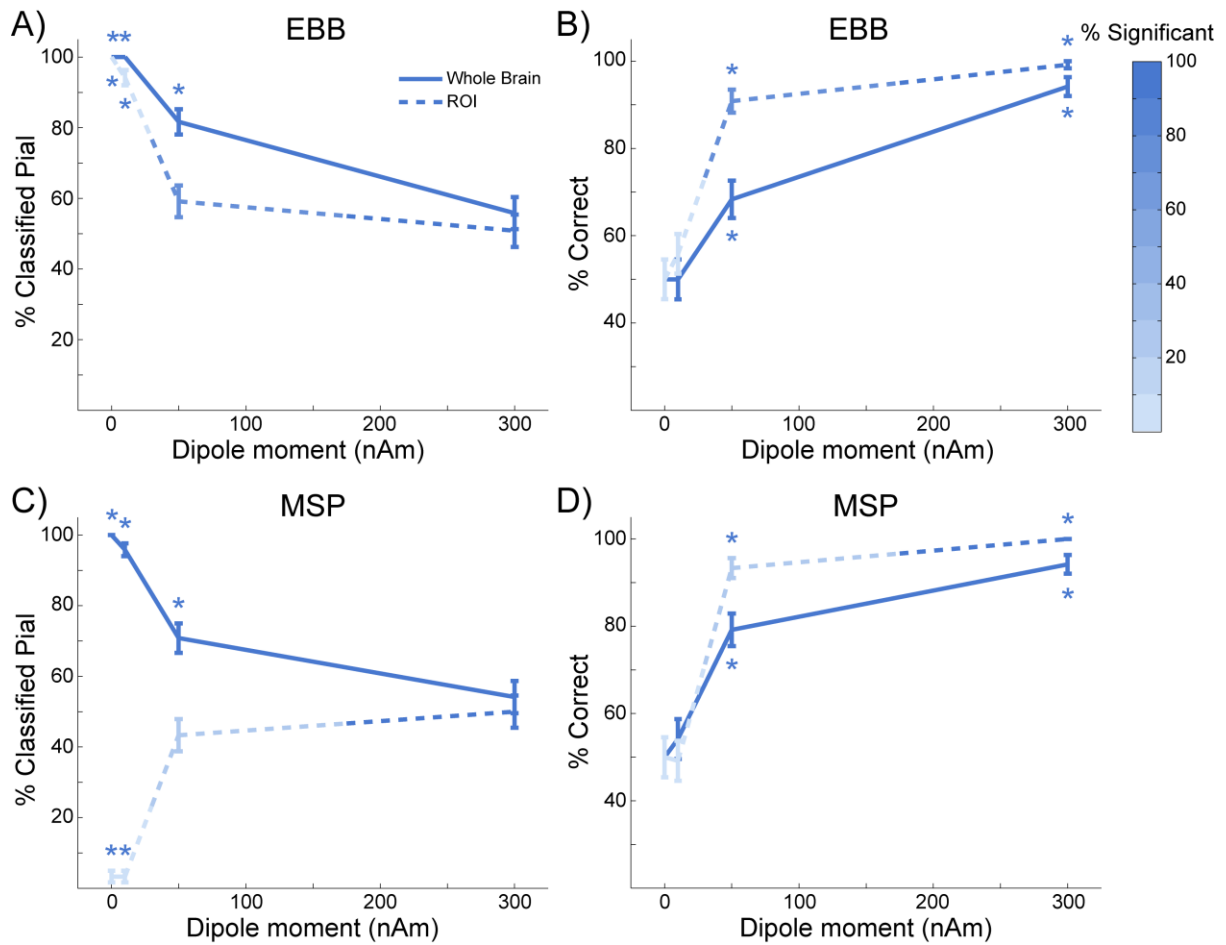 A)
EBB
B)
EBB
% Significant
100
80
60
40
20
% Classified Pial
100
80
60
40
20
* *
* *
*
Whole Brain
ROI
0
100
200
300
Dipole moment (nAm)
% Correct
100
80
60
40
*
*
*
*
0
100
200
300
Dipole moment (nAm)
C)
MSP
D)
MSP
% Classified Pial
100
80
60
40
20
* *
*
**
0
100
200
300
Dipole moment (nAm)
% Correct
100
80
60
40
*
*
*
*
0
100
200
300
Dipole moment (nAm)